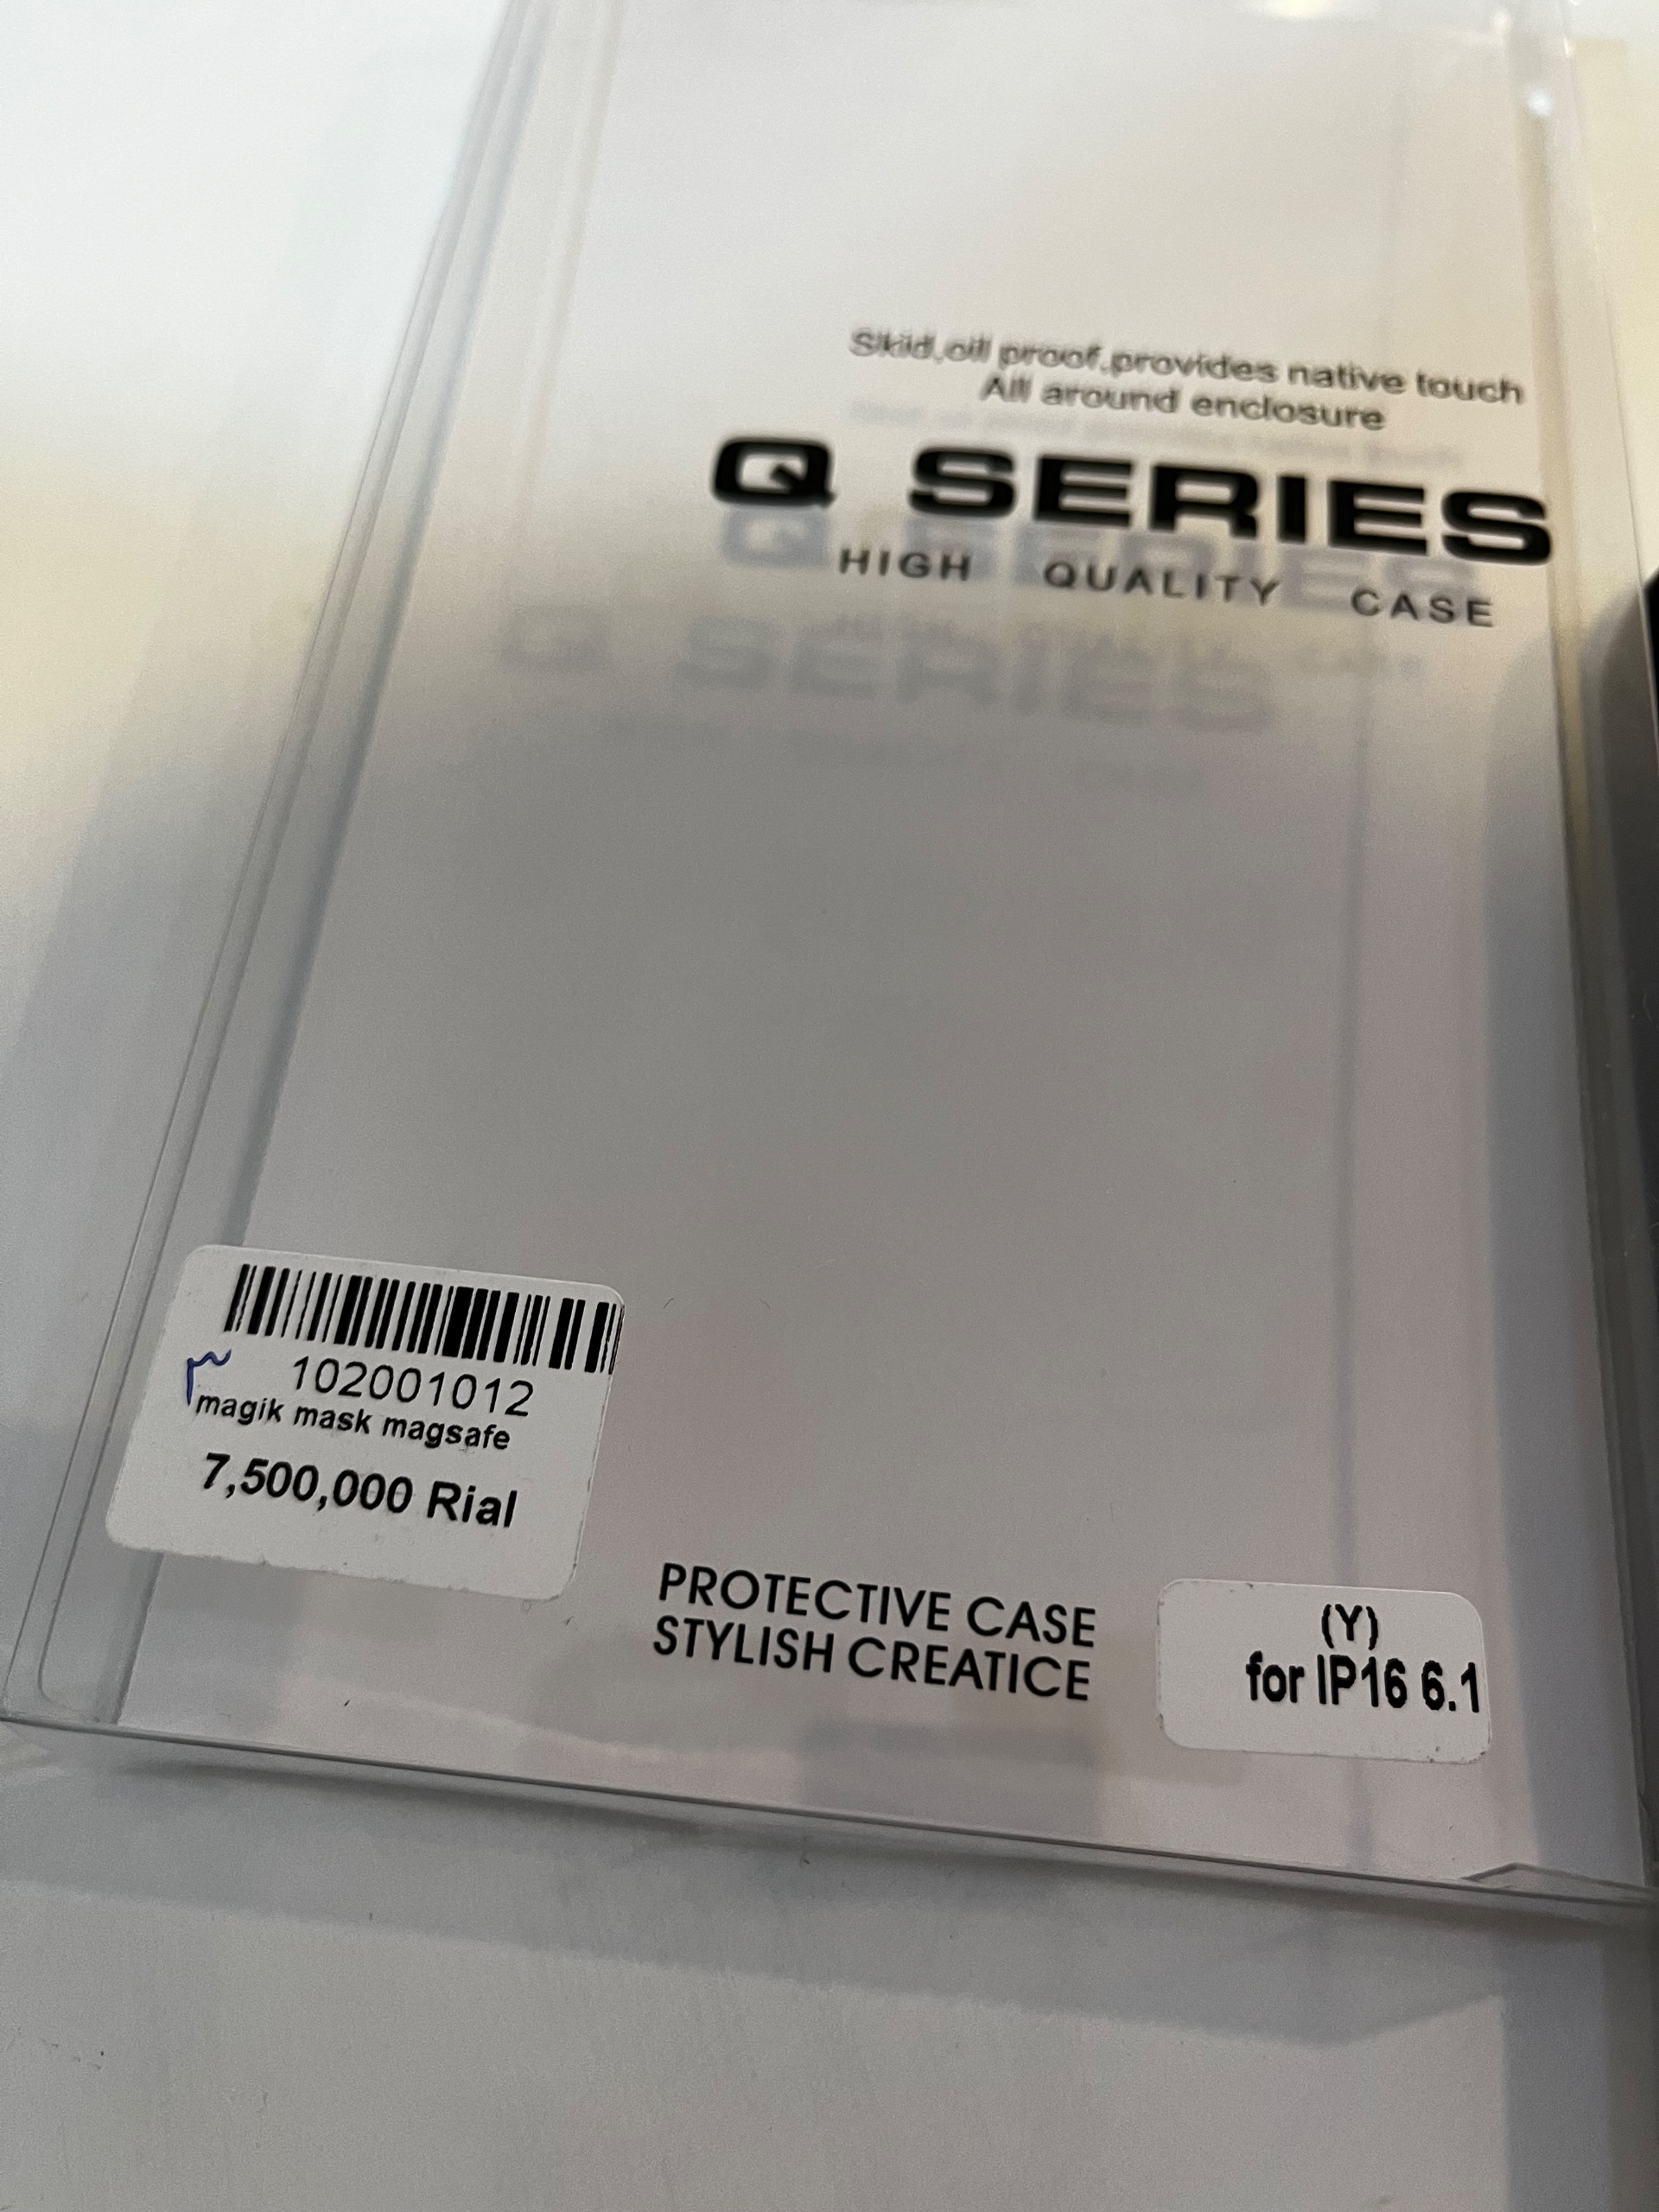 Skid,oil proof,provides native touch
All around enclosure
Q SERIES
HIGH QUALITY CASE
102001012
magik mask magsafe
7,500,000 Rial
PROTECTIVE CASE
STYLISH CREATICE
(Y)
for IP16 6.1